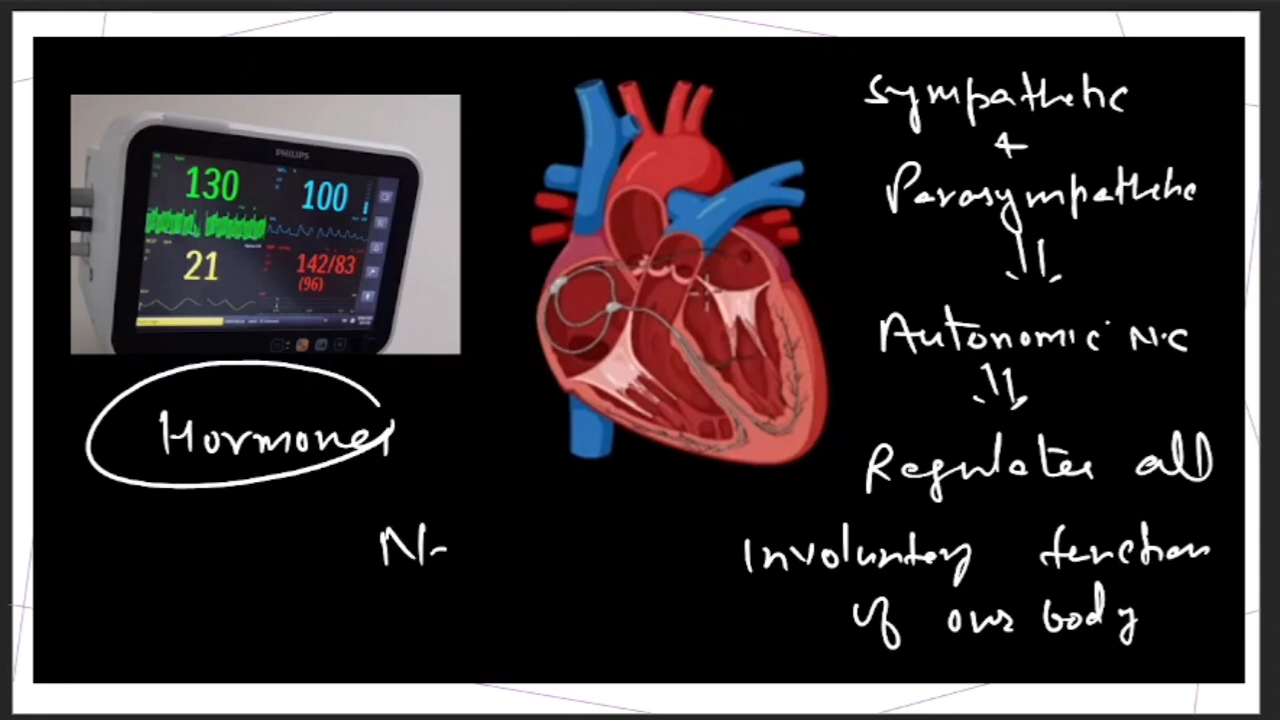 PHILIPS
130
100
21
142/83
(96)
Hormones
N-
Sympathetic
+
Parasympathetic
Autonomic N.C
Regulates all
Involuntary function
of our body